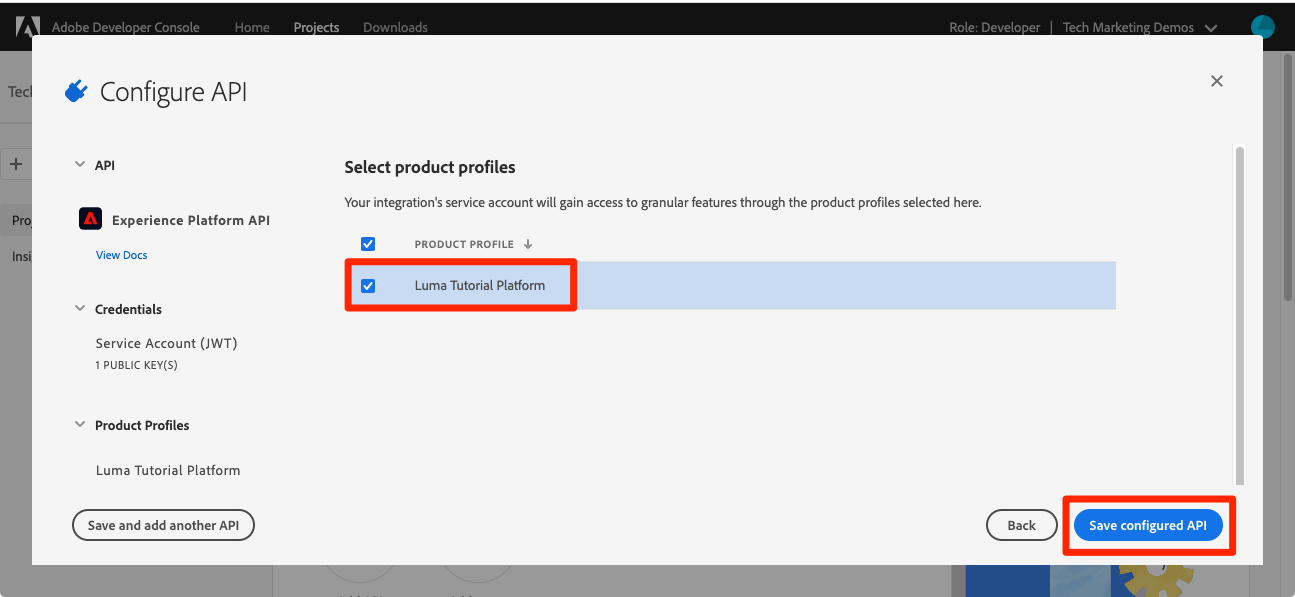 Adobe Developer Console Home Projects Downloads Role: Developer | Tech Marketing Demos
Configure API
API
Experience Platform API
View Docs
Credentials
Service Account (JWT)
1 PUBLIC KEY(S)
Product Profiles
Luma Tutorial Platform
Select product profiles
Your integration's service account will gain access to granular features through the product profiles selected here.
PRODUCT PROFILE
Luma Tutorial Platform
Save and add another API
Back
Save configured API